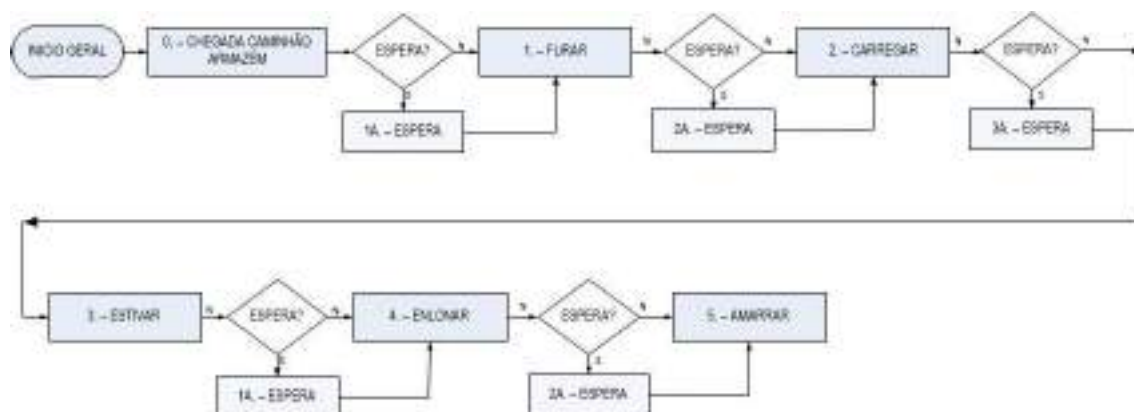 INICIO GERAL
0. – CHEGADA CAMINHÃO
ARMAZÉM
ESPERA?
N
1. – FURAR
N
ESPERA?
N
2. – CARREGAR
N
ESPERA?
N
S
1A. – ESPERA
S
2A. – ESPERA
S
3A. – ESPERA
3. – ESTIVAR
N
ESPERA?
N
4. – ENLONAR
N
ESPERA?
N
5. – AMARRAR
S
1A. – ESPERA
S
2A. – ESPERA